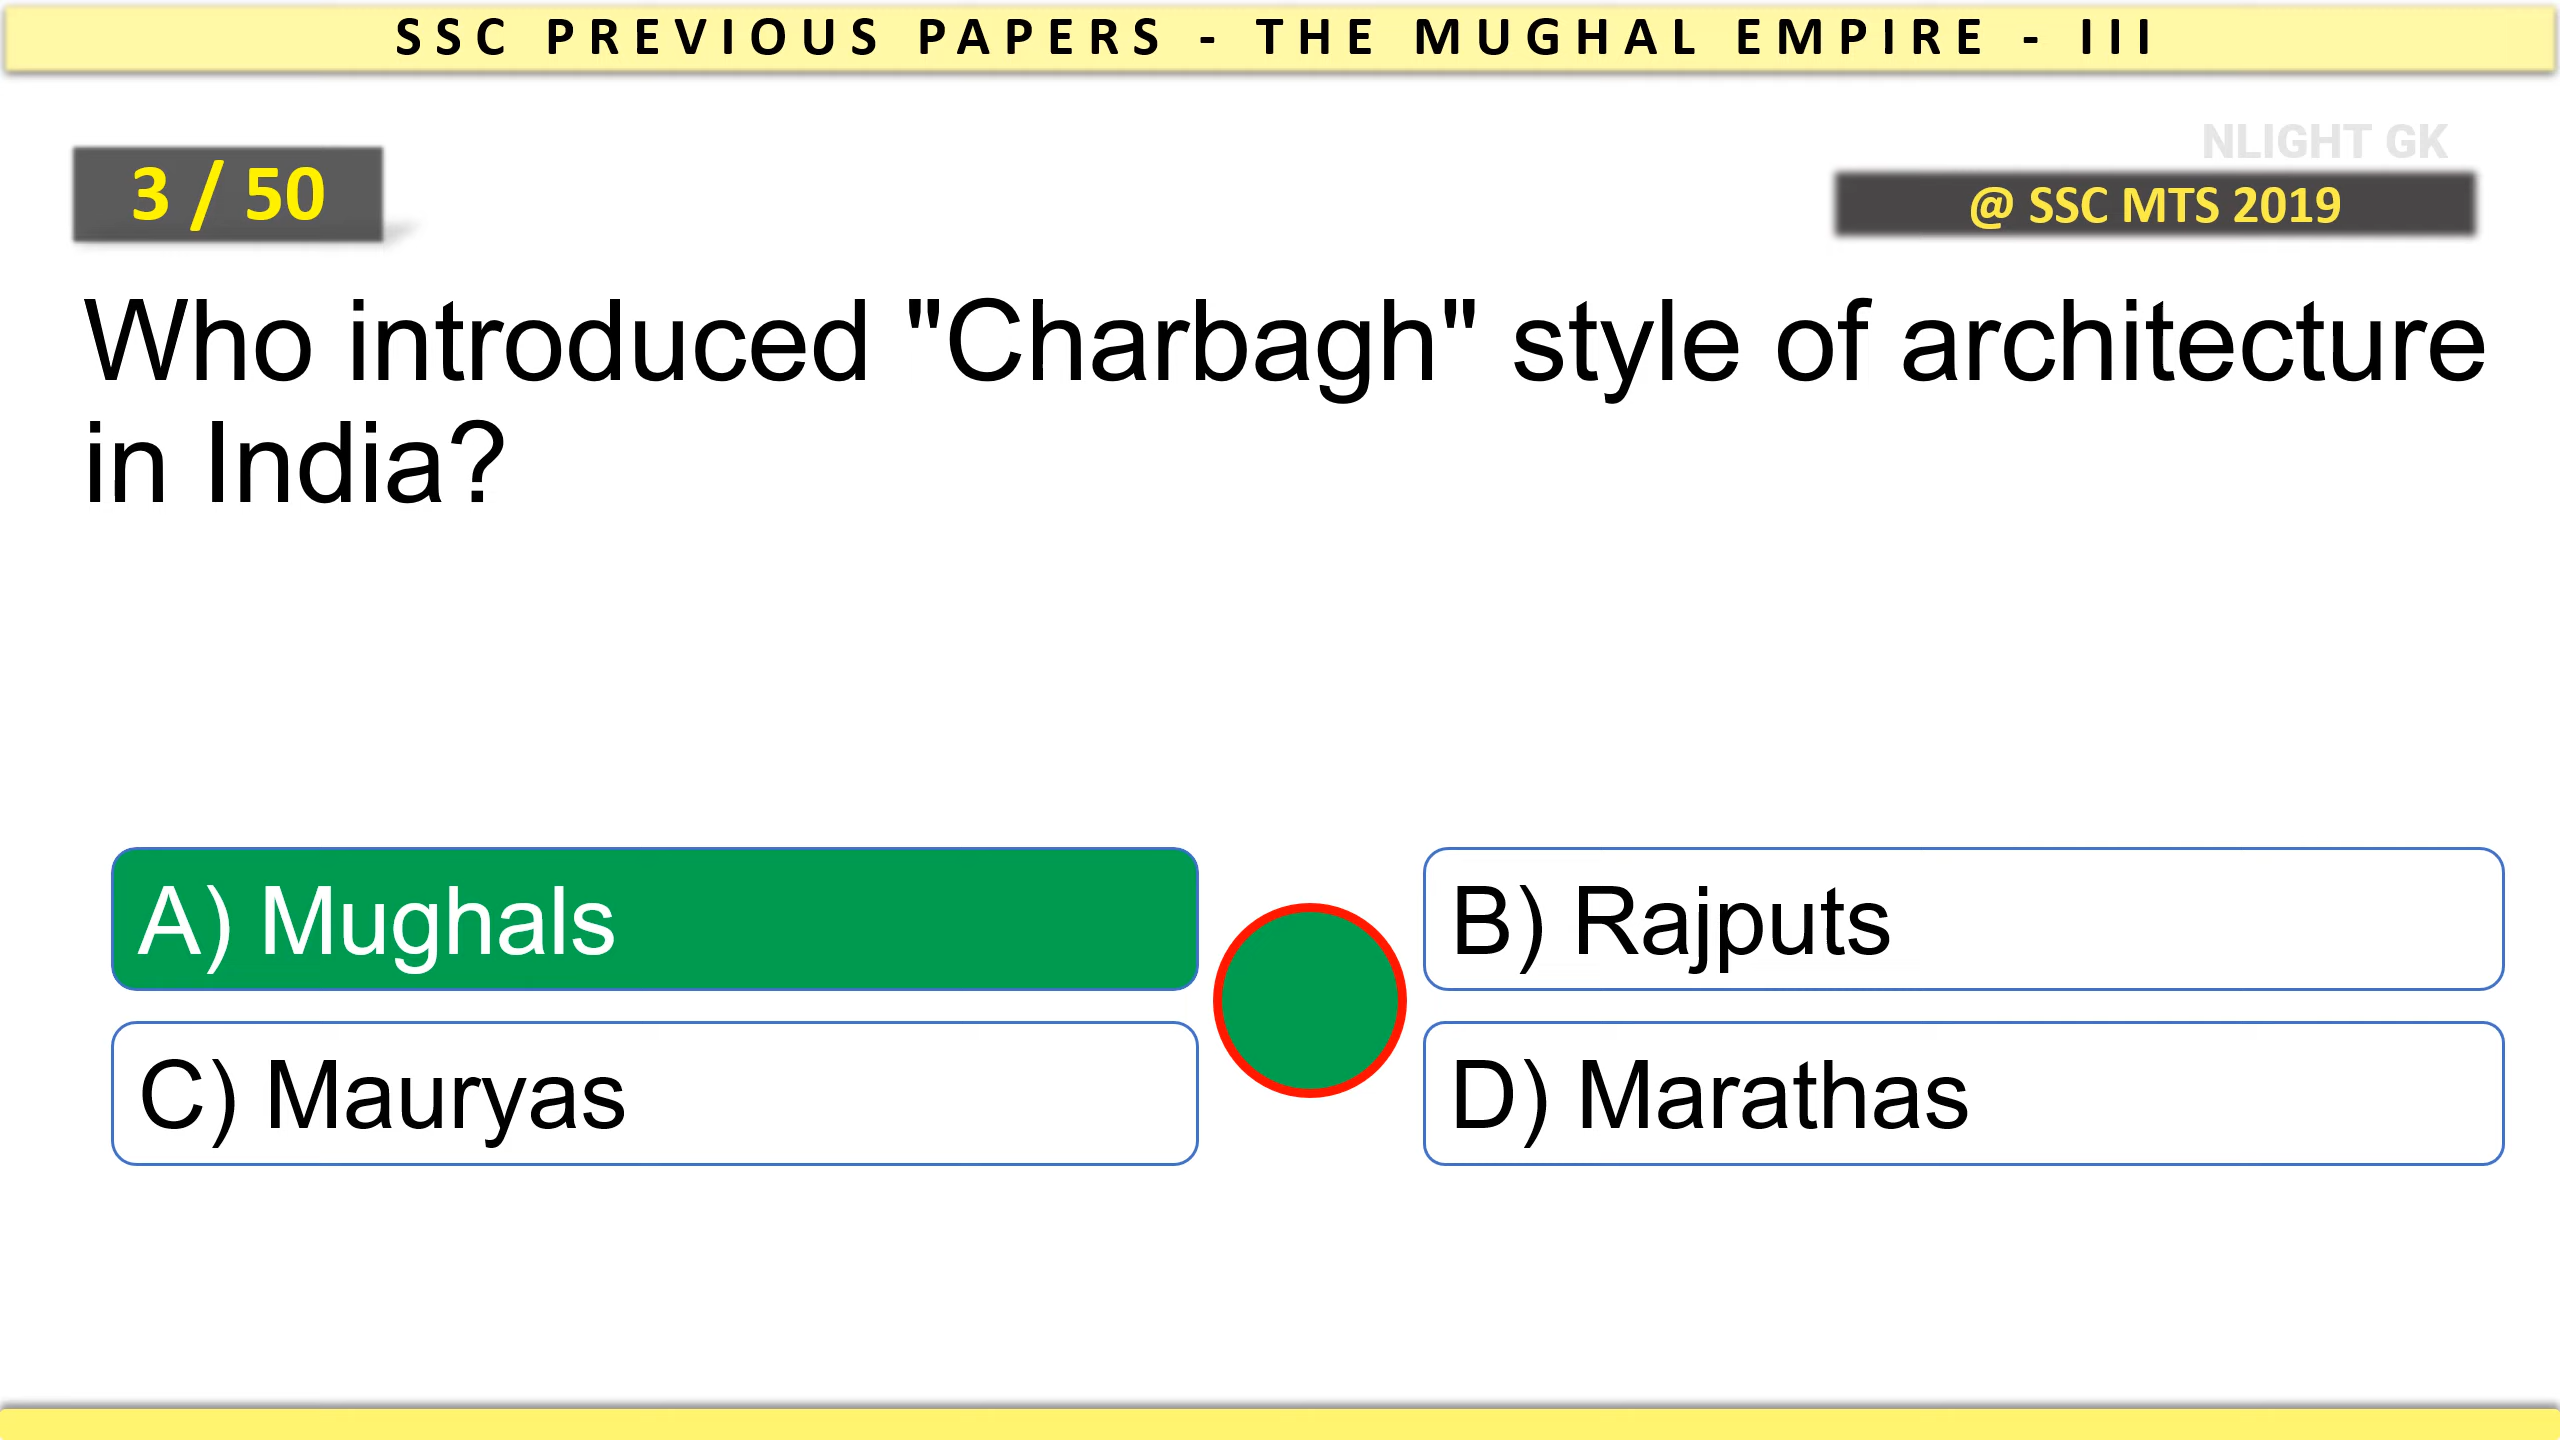 SSC PREVIOUS PAPERS - THE MUGHAL EMPIRE - III
NLIGHT GK
3 / 50
@ SSC MTS 2019
Who introduced "Charbagh" style of architecture
in India?
A) Mughals
B) Rajputs
C) Mauryas
D) Marathas